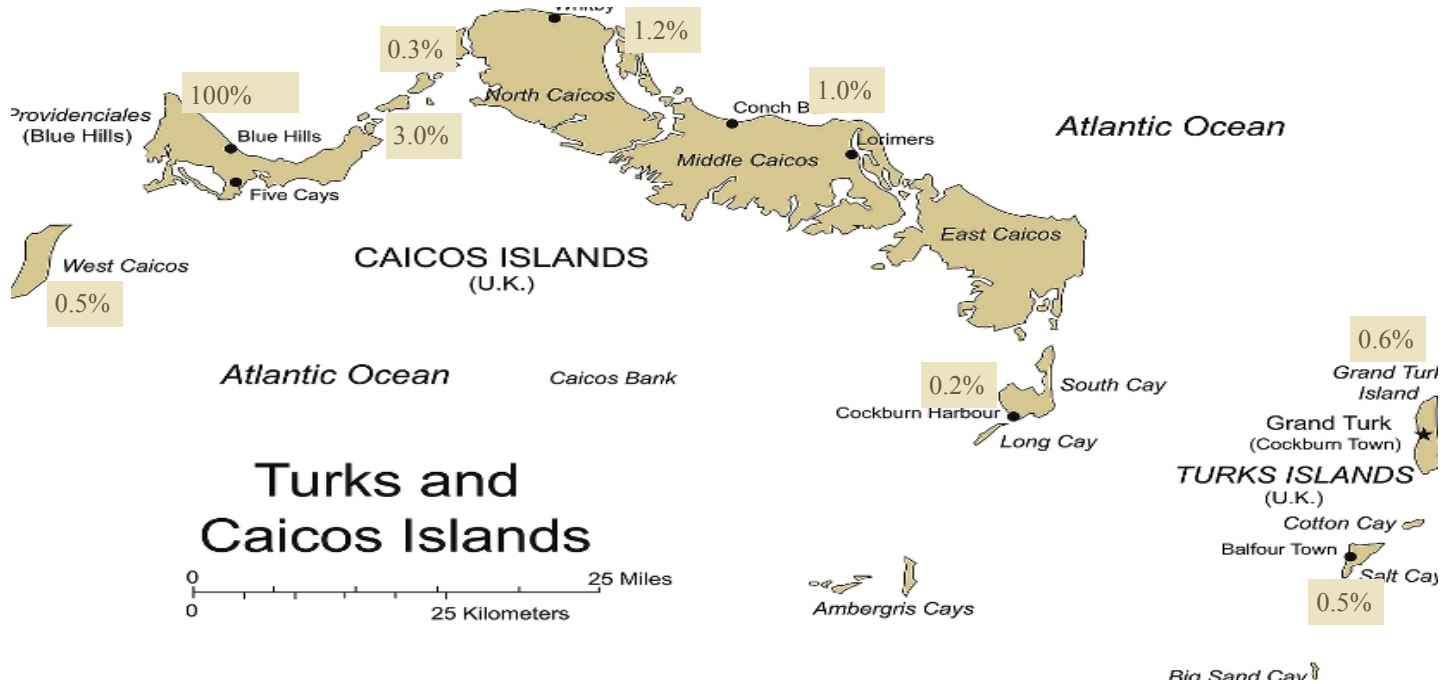 Whitby
1.2%
0.3%
100%
North Caicos
1.0%
Providenciales
(Blue Hills)
Conch B
Blue Hills
3.0%
Atlantic Ocean
Lorimers
Middle Caicos
Five Cays
East Caicos
CAICOS ISLANDS
(U.K.)
West Caicos
0.5%
0.6%
Atlantic Ocean
Caicos Bank
0.2%
South Cay
Grand Turk
Island
Cockburn Harbour
Long Cay
Grand Turk
(Cockburn Town)
TURKS ISLANDS
(U.K.)
Turks and
Caicos Islands
Cotton Cay
Balfour Town
Salt Cay
0 25 Miles
0 25 Kilometers
Ambergris Cays
0.5%
Big Sand Cay